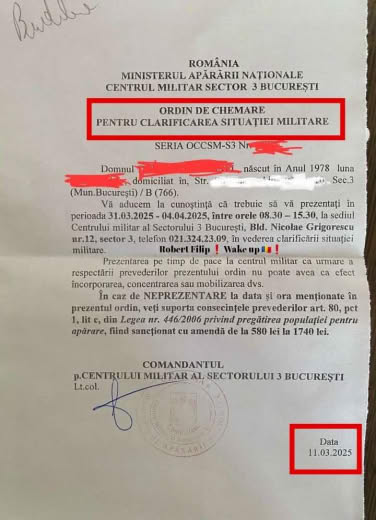 ROMÂNIA
MINISTERUL APĂRĂRII NAȚIONALE
CENTRUL MILITAR SECTOR 3 BUCUREȘTI
ORDIN DE CHEMARE
PENTRU CLARIFICAREA SITUAȚIEI MILITARE
SERIA OCCSM-S3 Nr.
Domnul născut în Anul 1978 luna
domiciliat în, Str. Sec.3
(Mun.București) / B (766).
Vă aducem la cunoștință că trebuie să vă prezentați în
perioada 31.03.2025 - 04.04.2025, între orele 08.30 – 15.30, la sediul
Centrului militar al Sectorului 3 București, Bld. Nicolae Grigorescu
nr.12, sector 3, telefon 021.324.23.09, în vederea clarificării situației
militare.
Robert Filip❗Wake up🇷🇴❗
Prezentarea pe timp de pace la centrul militar ca urmare a
respectării prevederilor prezentului ordin nu poate avea ca efect
încorporarea, concentrarea sau mobilizarea dvs.
În caz de NEPREZENTARE la data și ora menționate în
prezentul ordin, veți suporta consecințele prevederilor art. 80, pct
1, lit c, din Legea nr. 446/2006 privind pregătirea populației pentru
apărare, fiind sancționat cu amendă de la 580 lei la 1740 lei.
COMANDANTUL
p.CENTRULUI MILITAR AL SECTORULUI 3 BUCUREȘTI
Lt.col.
Data
11.03.2025